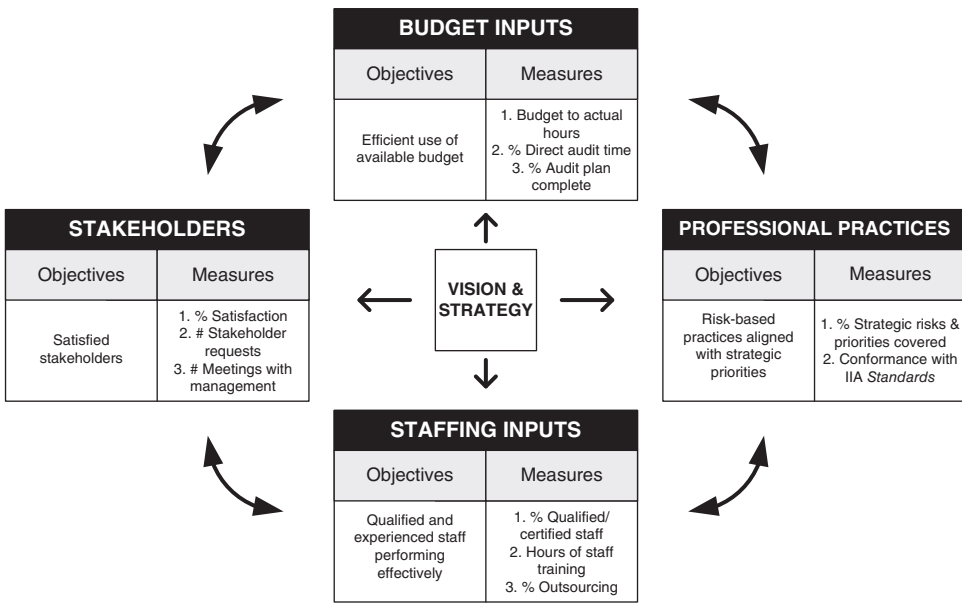 BUDGET INPUTS
Objectives
Measures
Efficient use of
available budget
1. Budget to actual
hours
2. % Direct audit time
3. % Audit plan
complete
STAKEHOLDERS
Objectives
Measures
Satisfied
stakeholders
1. % Satisfaction
2. # Stakeholder
requests
3. # Meetings with
management
VISION &
STRATEGY
PROFESSIONAL PRACTICES
Objectives
Measures
Risk-based
practices aligned
with strategic
priorities
1. % Strategic risks &
priorities covered
2. Conformance with
IIA Standards
STAFFING INPUTS
Objectives
Measures
Qualified and
experienced staff
performing
effectively
1. % Qualified/
certified staff
2. Hours of staff
training
3. % Outsourcing